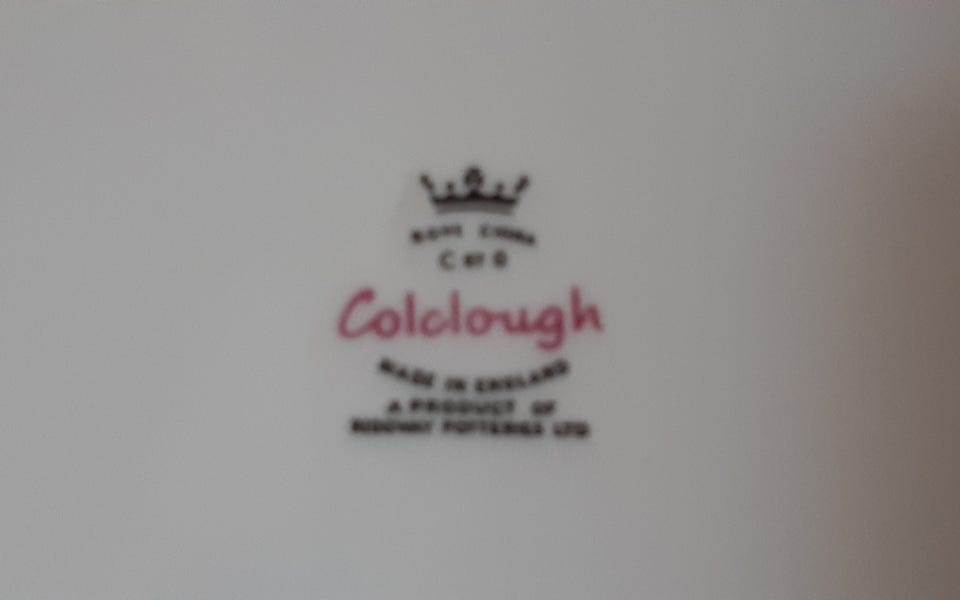 BONE CHINA
Colclough
MADE IN ENGLAND
A PRODUCT OF
RIDGWAY POTTERIES LTD